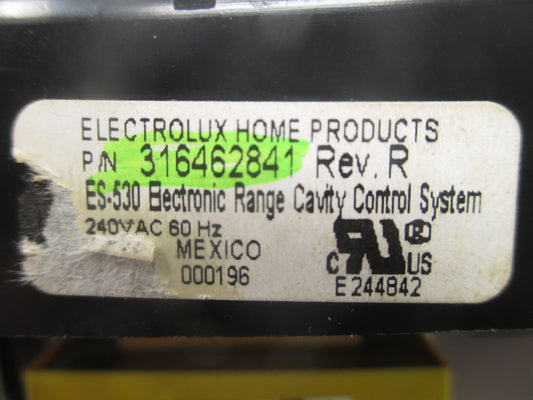 ELECTROLUX HOME PRODUCTS
P/N 316462841 Rev. R
ES-530 Electronic Range Cavity Control System
240VAC 60 Hz
MEXICO
000196
C RU US ®
E244842